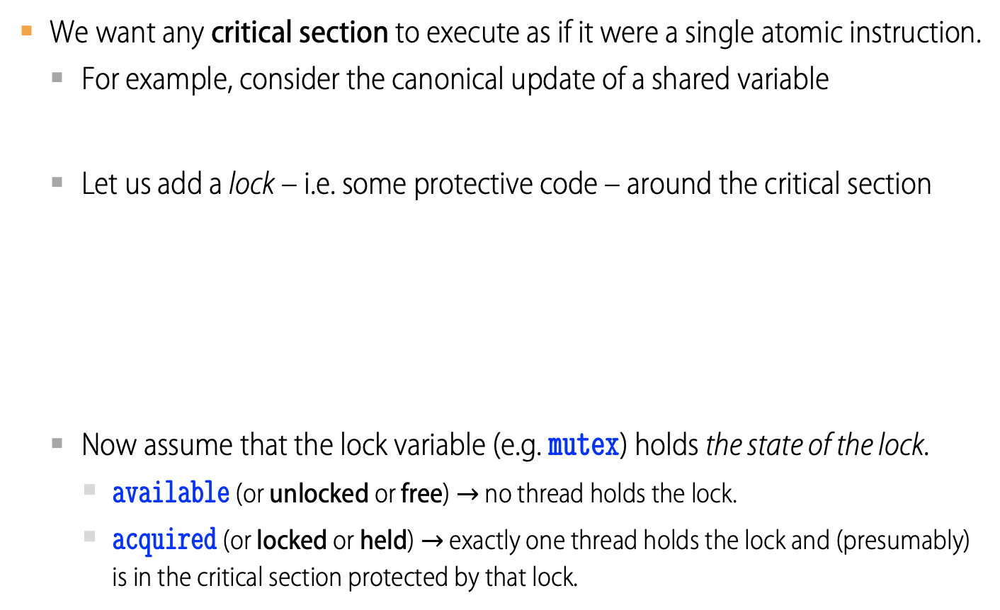 We want any critical section to execute as if it were a single atomic instruction.
For example, consider the canonical update of a shared variable
Let us add a lock – i.e. some protective code – around the critical section
Now assume that the lock variable (e.g. mutex) holds the state of the lock.
available (or unlocked or free) → no thread holds the lock.
acquired (or locked or held) → exactly one thread holds the lock and (presumably)
is in the critical section protected by that lock.